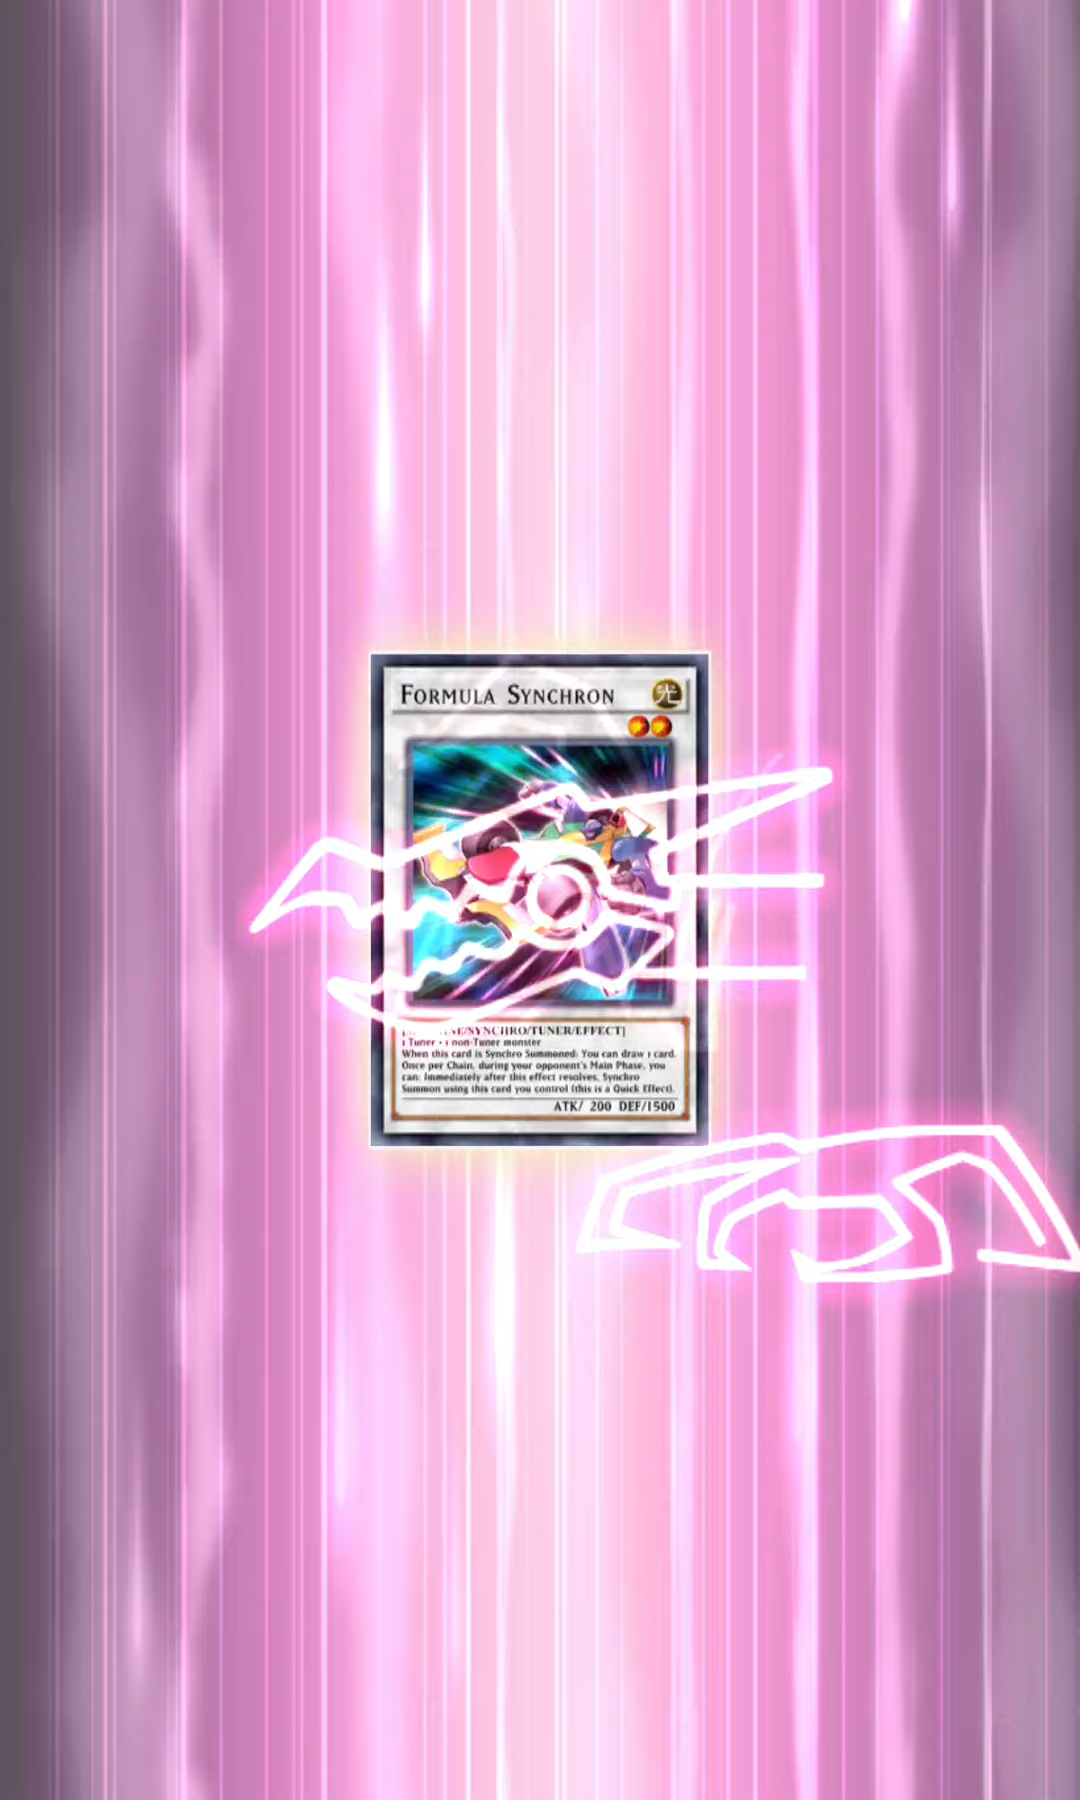 FORMULA SYNCHRON
光
NE/SYNCHRO/TUNER/EFFECT]
1 Tuner + 1 non-Tuner monster
When this card is Synchro Summoned: You can draw 1 card.
Once per Chain, during your opponent's Main Phase, you
can: Immediately after this effect resolves, Synchro
Summon using this card you control (this is a Quick Effect).
ATK/ 200 DEF/1500